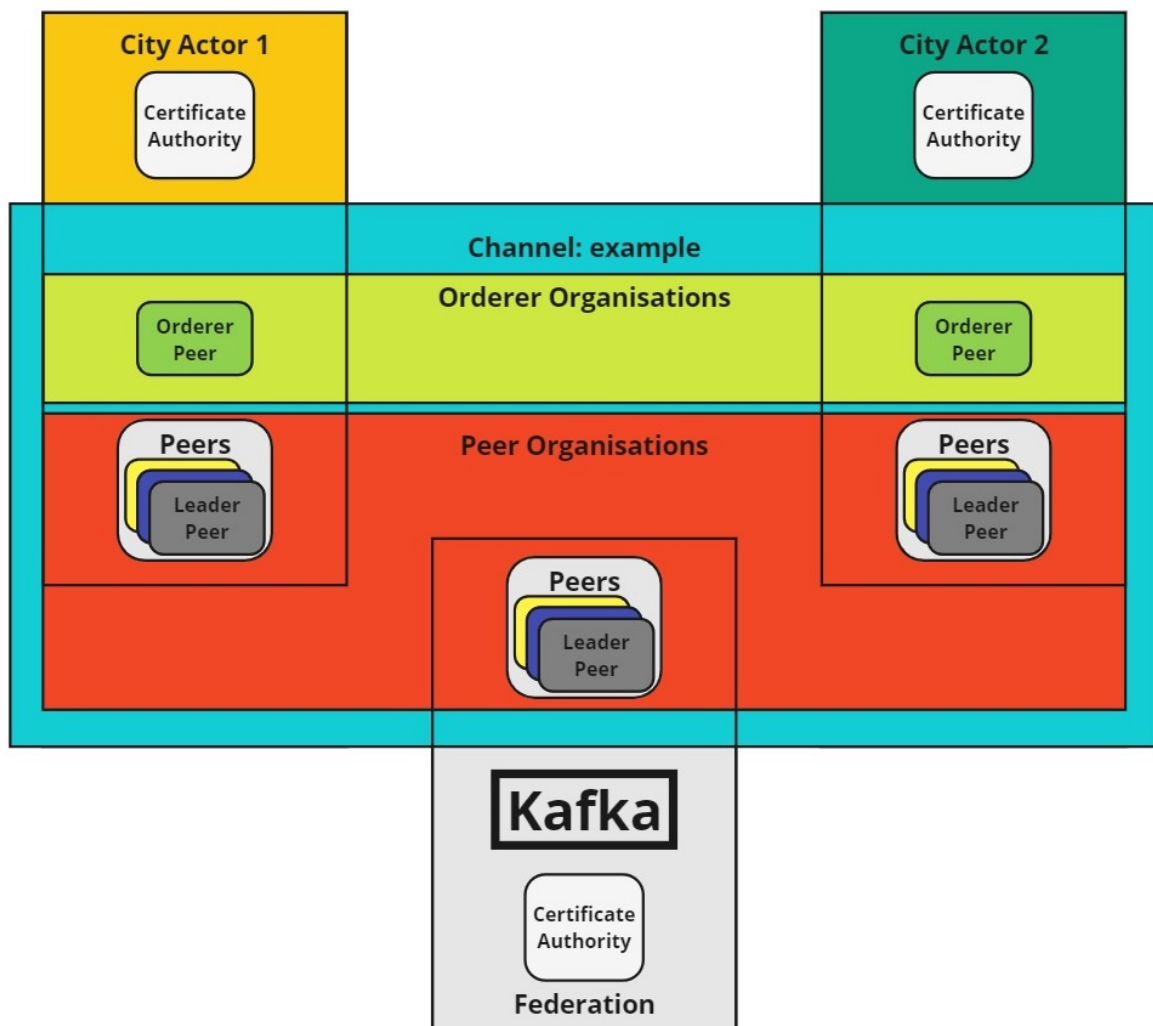 City Actor 1
Certificate
Authority
City Actor 2
Certificate
Authority
Channel: example
Orderer Organisations
Orderer
Peer
Orderer
Peer
Peer Organisations
Peers
Leader
Peer
Peers
Leader
Peer
Peers
Leader
Peer
Kafka
Certificate
Authority
Federation